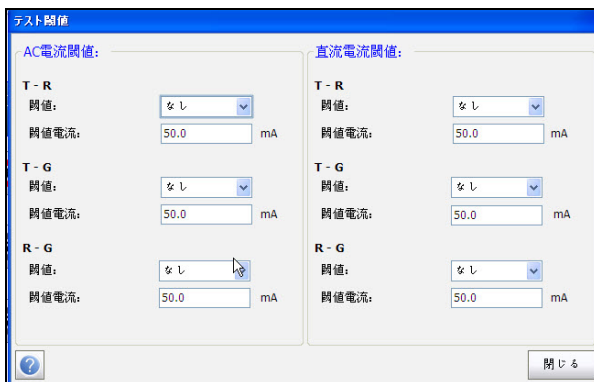 テスト閾値
AC電流閾値:
T - R
閾値: なし
閾値電流: 50.0 mA
T - G
閾値: なし
閾値電流: 50.0 mA
R - G
閾値: なし
閾値電流: 50.0 mA
直流電流閾値:
T - R
閾値: なし
閾値電流: 50.0 mA
T - G
閾値: なし
閾値電流: 50.0 mA
R - G
閾値: なし
閾値電流: 50.0 mA
?
閉じる